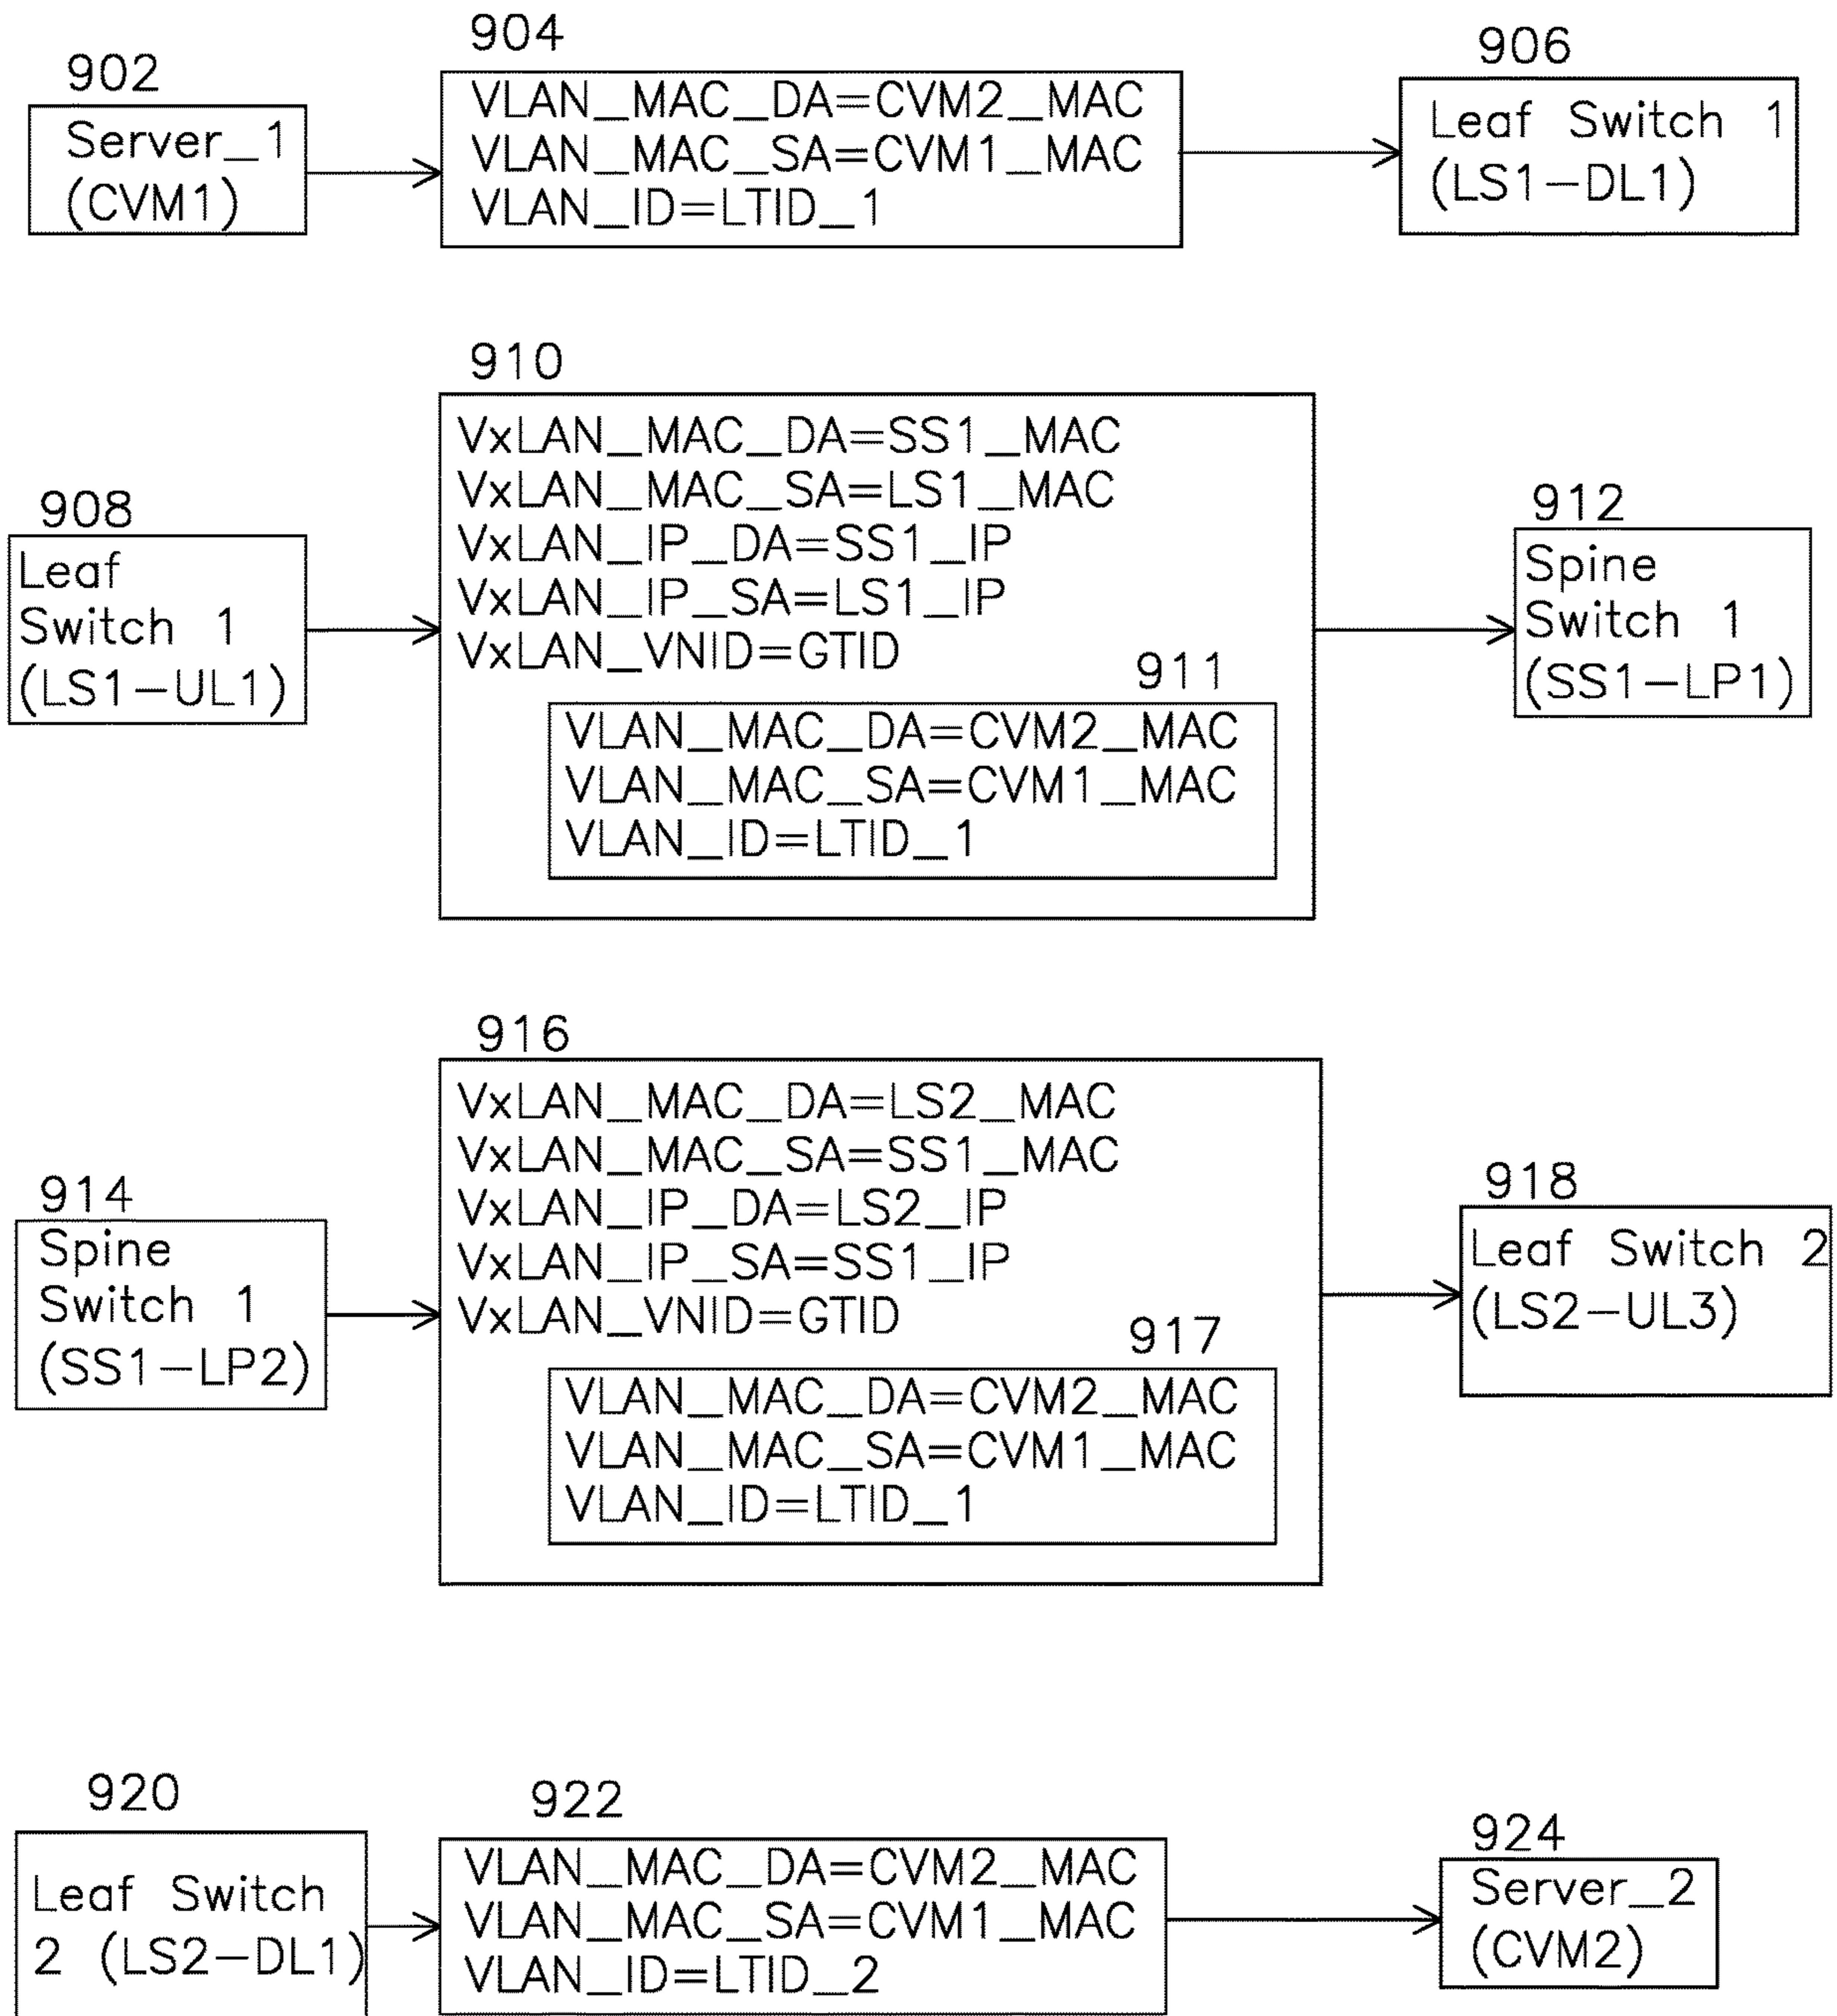 902
Server_1
(CVM1)
904
VLAN_MAC_DA=CVM2_MAC
VLAN_MAC_SA=CVM1_MAC
VLAN_ID=LTID_1
906
Leaf Switch 1
(LS1-DL1)
908
Leaf
Switch 1
(LS1-UL1)
910
VxLAN_MAC_DA=SS1_MAC
VxLAN_MAC_SA=LS1_MAC
VxLAN_IP_DA=SS1_IP
VxLAN_IP_SA=LS1_IP
VxLAN_VNID=GTID
911
VLAN_MAC_DA=CVM2_MAC
VLAN_MAC_SA=CVM1_MAC
VLAN_ID=LTID_1
912
Spine
Switch 1
(SS1-LP1)
914
Spine
Switch 1
(SS1-LP2)
916
VxLAN_MAC_DA=LS2_MAC
VxLAN_MAC_SA=SS1_MAC
VxLAN_IP_DA=LS2_IP
VxLAN_IP_SA=SS1_IP
VxLAN_VNID=GTID
917
VLAN_MAC_DA=CVM2_MAC
VLAN_MAC_SA=CVM1_MAC
VLAN_ID=LTID_1
918
Leaf Switch 2
(LS2-UL3)
920
Leaf Switch
2 (LS2-DL1)
922
VLAN_MAC_DA=CVM2_MAC
VLAN_MAC_SA=CVM1_MAC
VLAN_ID=LTID_2
924
Server_2
(CVM2)